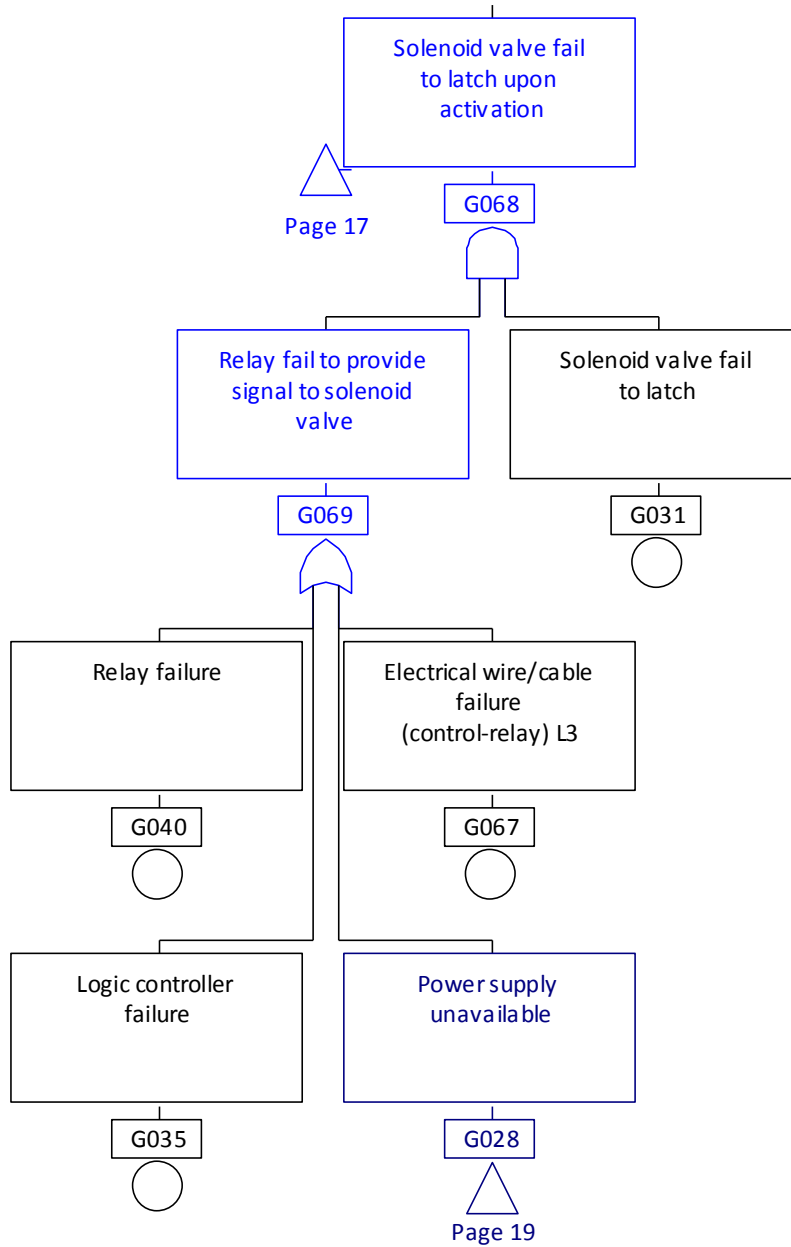 Solenoid valve fail
to latch upon
activation
Page 17
G068
Relay fail to provide
signal to solenoid
valve
Solenoid valve fail
to latch
G069
G031
Relay failure
Electrical wire/cable
failure
(control-relay) L3
G040
G067
Logic controller
failure
Power supply
unavailable
G035
G028
Page 19